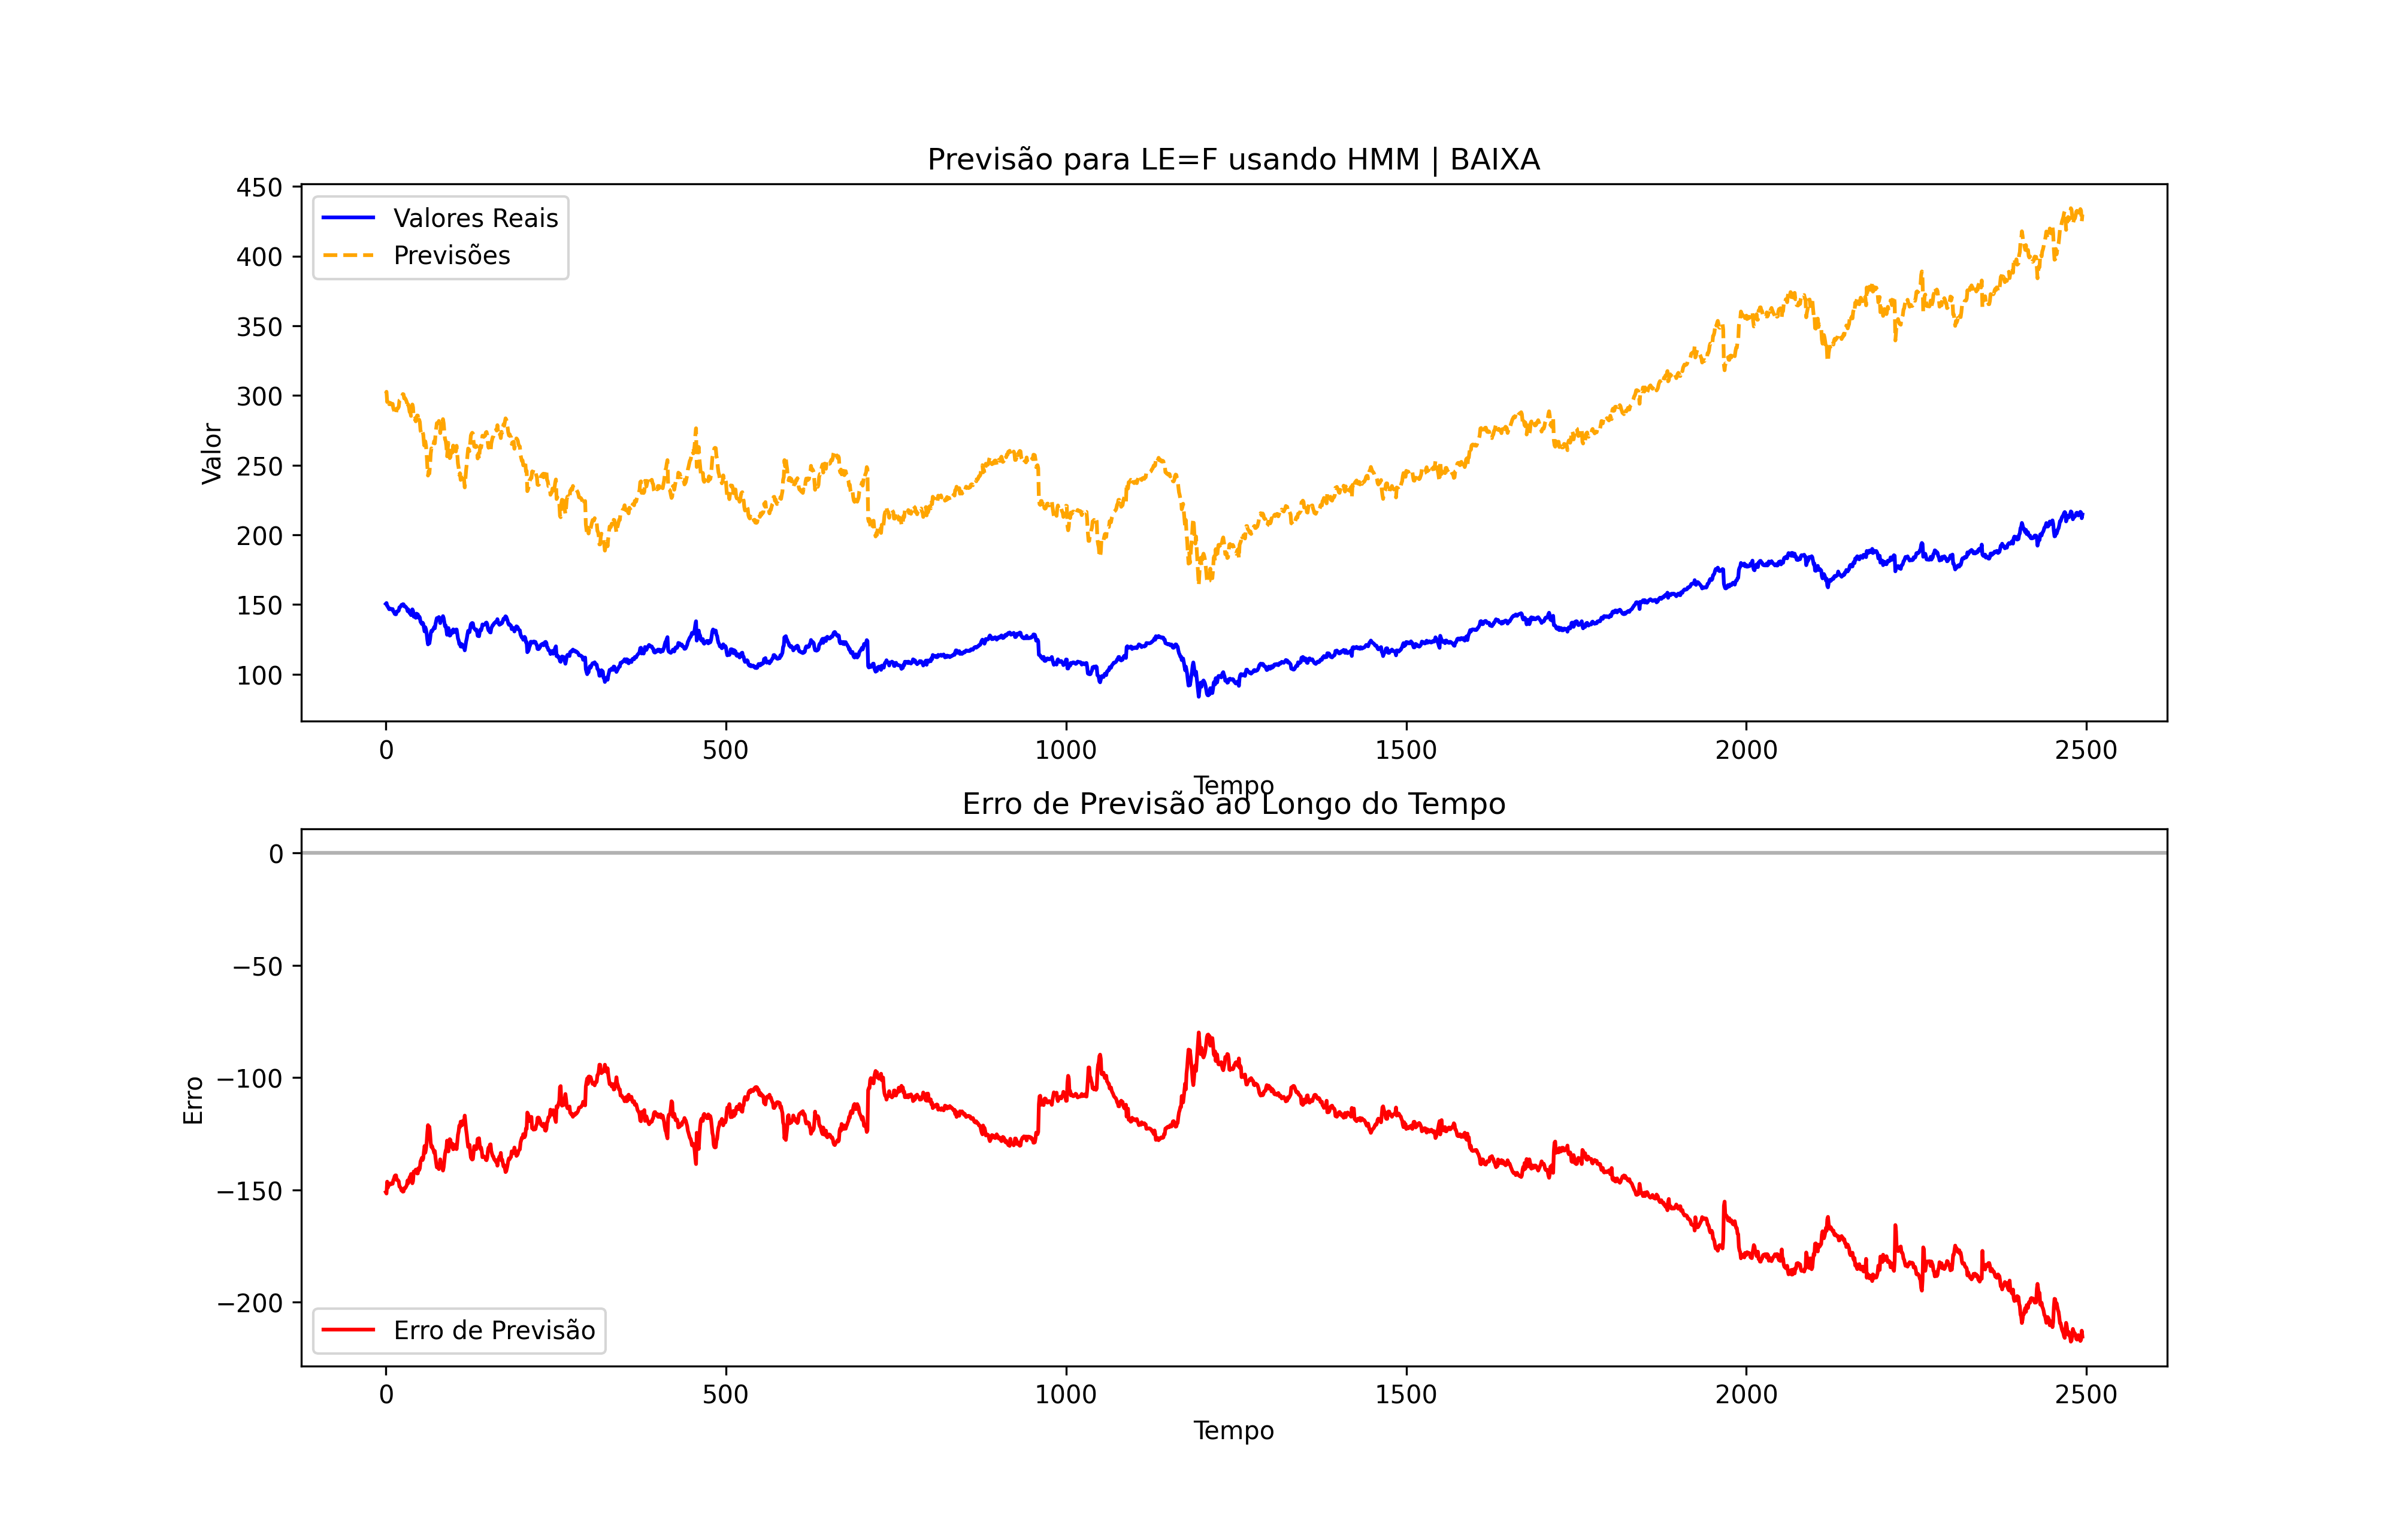 Previsão para LE=F usando HMM | BAIXA
450
400
350
300
250
200
150
100
Valor
Valores Reais
Previsões
0 500 1000 1500 2000 2500
Tempo
Erro de Previsão ao Longo do Tempo
0
−50
−100
−150
−200
Erro
Erro de Previsão
0 500 1000 1500 2000 2500
Tempo